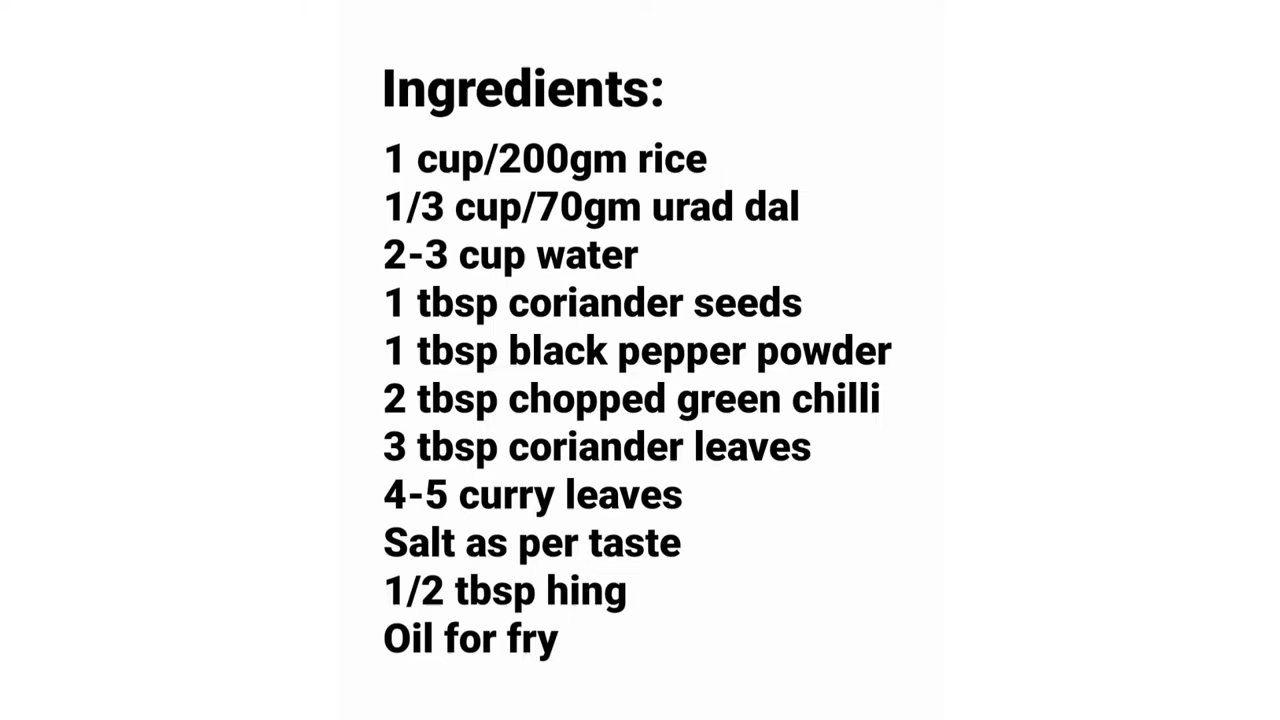 Ingredients:
1 cup/200gm rice
1/3 cup/70gm urad dal
2-3 cup water
1 tbsp coriander seeds
1 tbsp black pepper powder
2 tbsp chopped green chilli
3 tbsp coriander leaves
4-5 curry leaves
Salt as per taste
1/2 tbsp hing
Oil for fry